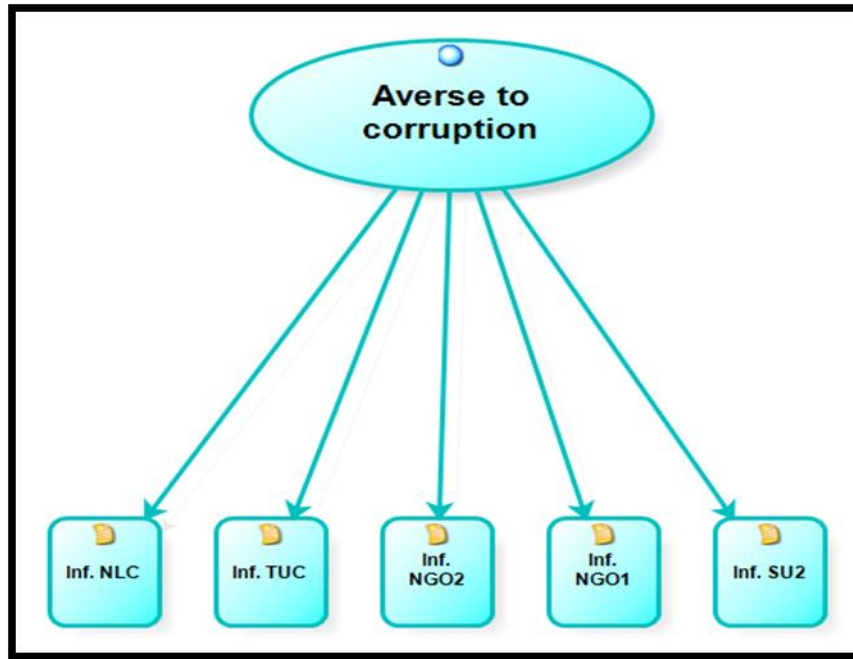 Averse to
corruption
Inf. NLC
Inf. TUC
Inf.
NGO2
Inf.
NGO1
Inf. SU2